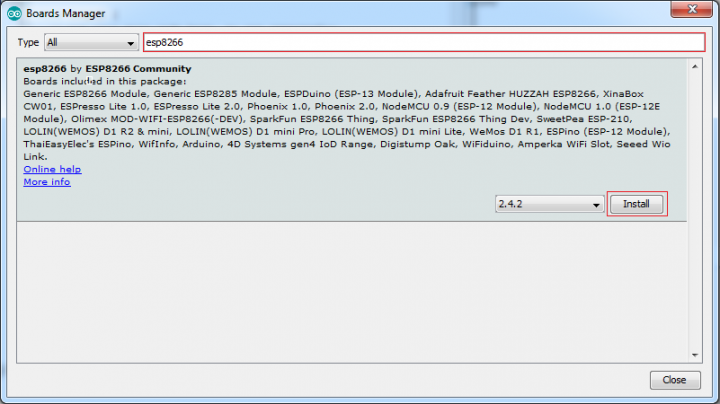 Boards Manager
Type All esp8266
esp8266 by ESP8266 Community
Boards included in this package:
Generic ESP8266 Module, Generic ESP8285 Module, ESPDuino (ESP-13 Module), Adafruit Feather HUZZAH ESP8266, XinaBox
CW01, ESPresso Lite 1.0, ESPresso Lite 2.0, Phoenix 1.0, Phoenix 2.0, NodeMCU 0.9 (ESP-12 Module), NodeMCU 1.0 (ESP-12E
Module), Olimex MOD-WIFI-ESP8266(-DEV), SparkFun ESP8266 Thing, SparkFun ESP8266 Thing Dev, SweetPea ESP-210,
LOLIN(WEMOS) D1 R2 & mini, LOLIN(WEMOS) D1 mini Pro, LOLIN(WEMOS) D1 mini Lite, WeMos D1 R1, ESPino (ESP-12 Module),
ThaiEasyElec's ESPino, WifInfo, Arduino, 4D Systems gen4 IoD Range, Digistump Oak, WiFiduino, Amperka WiFi Slot, Seeed Wio
Link.
Online help
More info
2.4.2 Install
Close